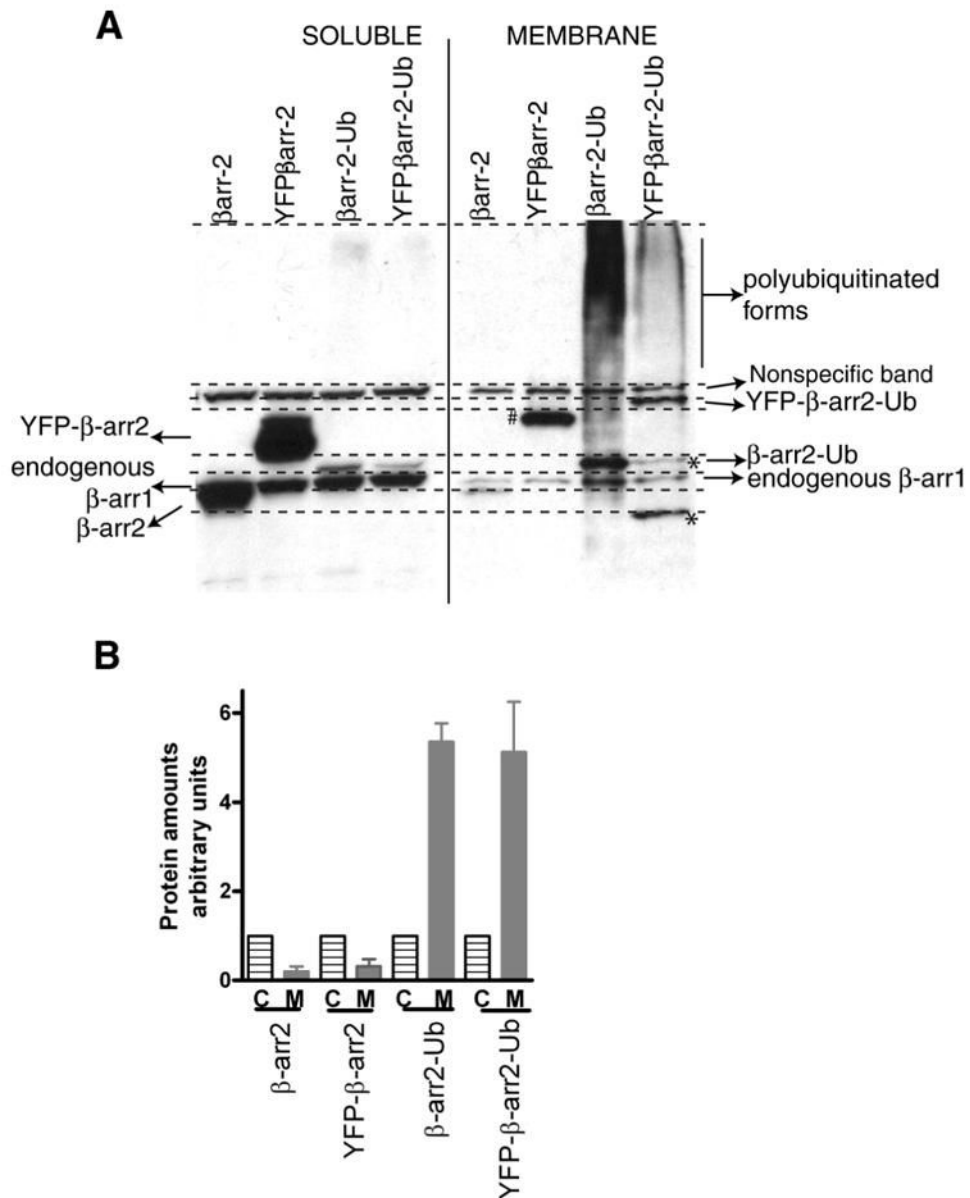 A
SOLUBLE
MEMBRANE
βarr-2
YFPβarr-2
βarr-2-Ub
YFP-βarr-2-Ub
βarr-2
YFPβarr-2
βarr-2-Ub
YFP-βarr-2-Ub
polyubiquitinated
forms
Nonspecific band
YFP-β-arr2-Ub
#
YFP-β-arr2
* β-arr2-Ub
endogenous
β-arr1
endogenous β-arr1
β-arr2
*
B
Protein amounts
arbitrary units
6
4
2
0
C M C M C M C M
β-arr2
YFP-β-arr2
β-arr2-Ub
YFP-β-arr2-Ub